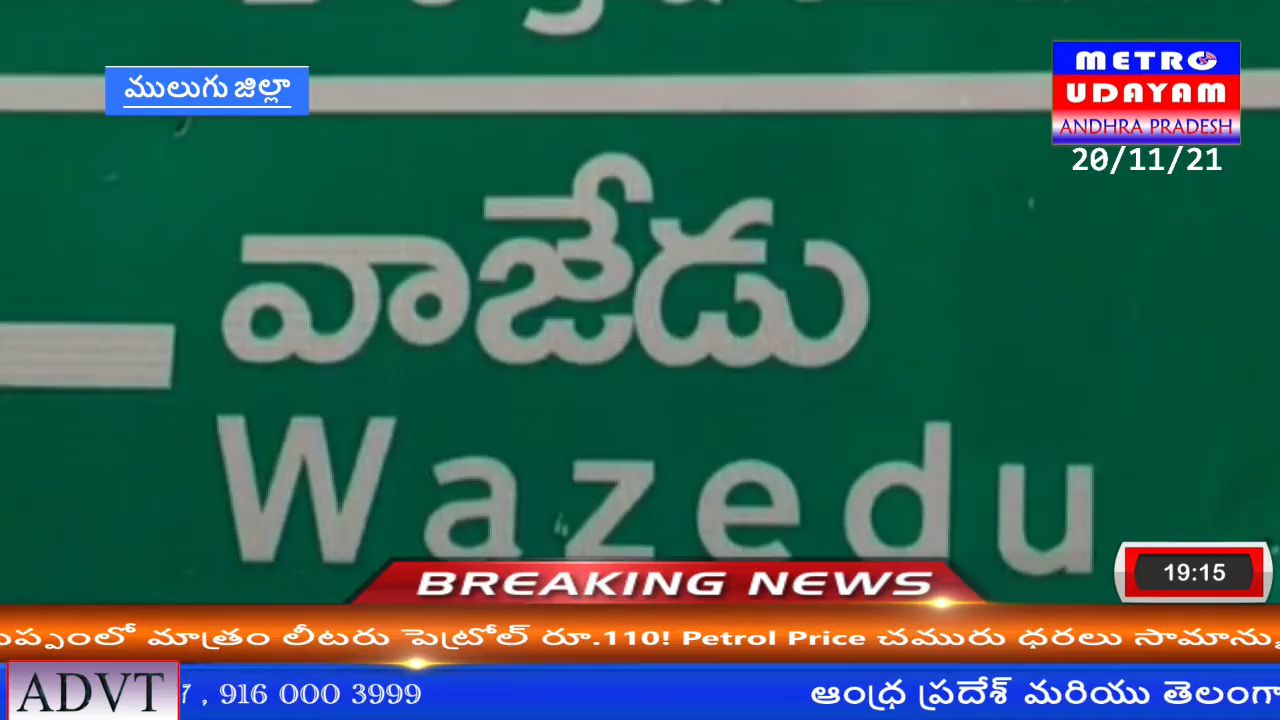 ములుగు జిల్లా
METRO
UDAYAM
ANDHRA PRADESH
20/11/21
వాజేడు
Wazedu
BREAKING NEWS
19:15
మాత్రం లీటరు పెట్రోల్ రూ.110! Petrol Price చమురు ధరలు
ADVT
7 , 916 000 3999
ఆంధ్ర ప్రదేశ్ మరియు